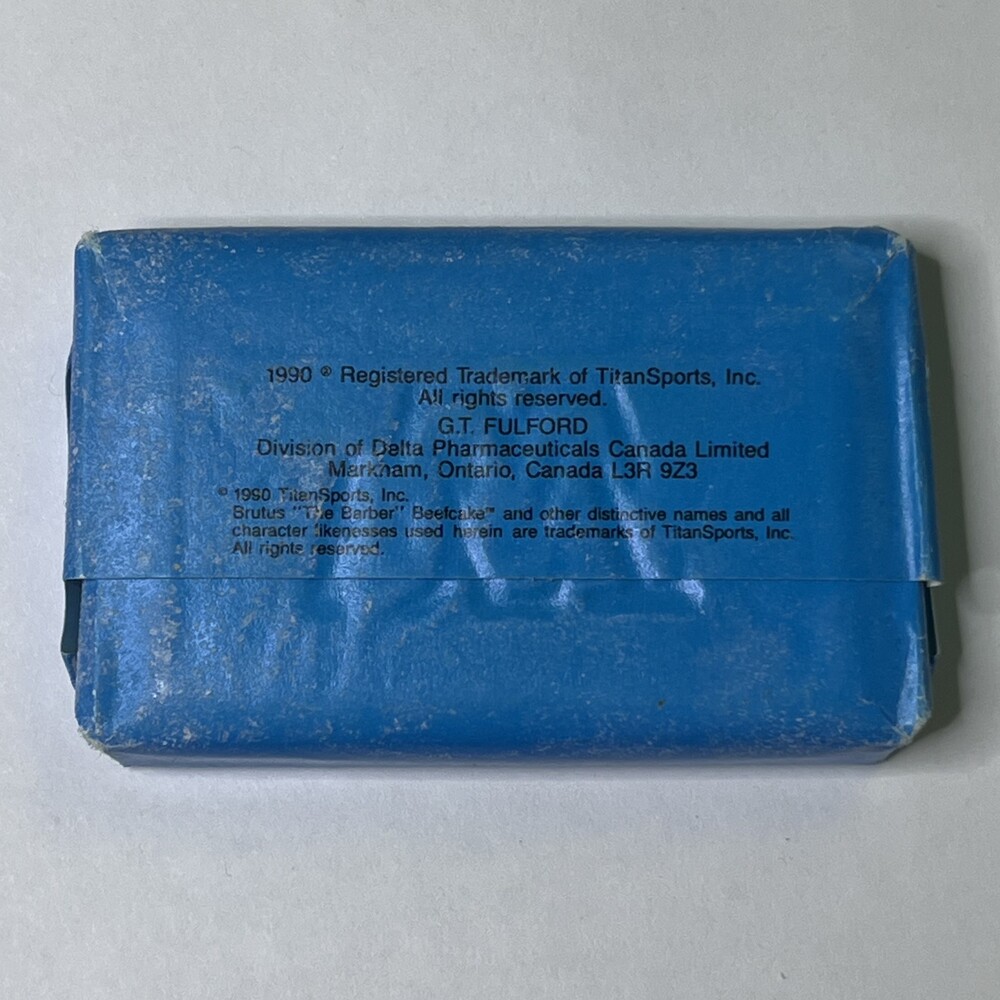 1990 ® Registered Trademark of TitanSports, Inc.
All rights reserved.
G.T. FULFORD
Division of Dalta Pharmaceuticals Canada Limited
Markham, Ontario, Canada L3R 9Z3
© 1990 TitanSports, Inc.
Brutus "The Barber" Beefcake™ and other distinctive names and all
character likenesses used herein are trademarks of TitanSports, Inc.
All rights reserved.